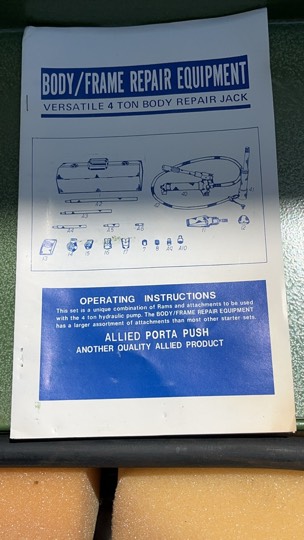 BODY/FRAME REPAIR EQUIPMENT
VERSATILE 4 TON BODY REPAIR JACK
OPERATING INSTRUCTIONS
This set is a unique combination of Rams and attachments to be used
with the 4 ton hydraulic pump. The BODY/FRAME REPAIR EQUIPMENT
has a larger assortment of attachments than most other starter sets.
ALLIED PORTA PUSH
ANOTHER QUALITY ALLIED PRODUCT